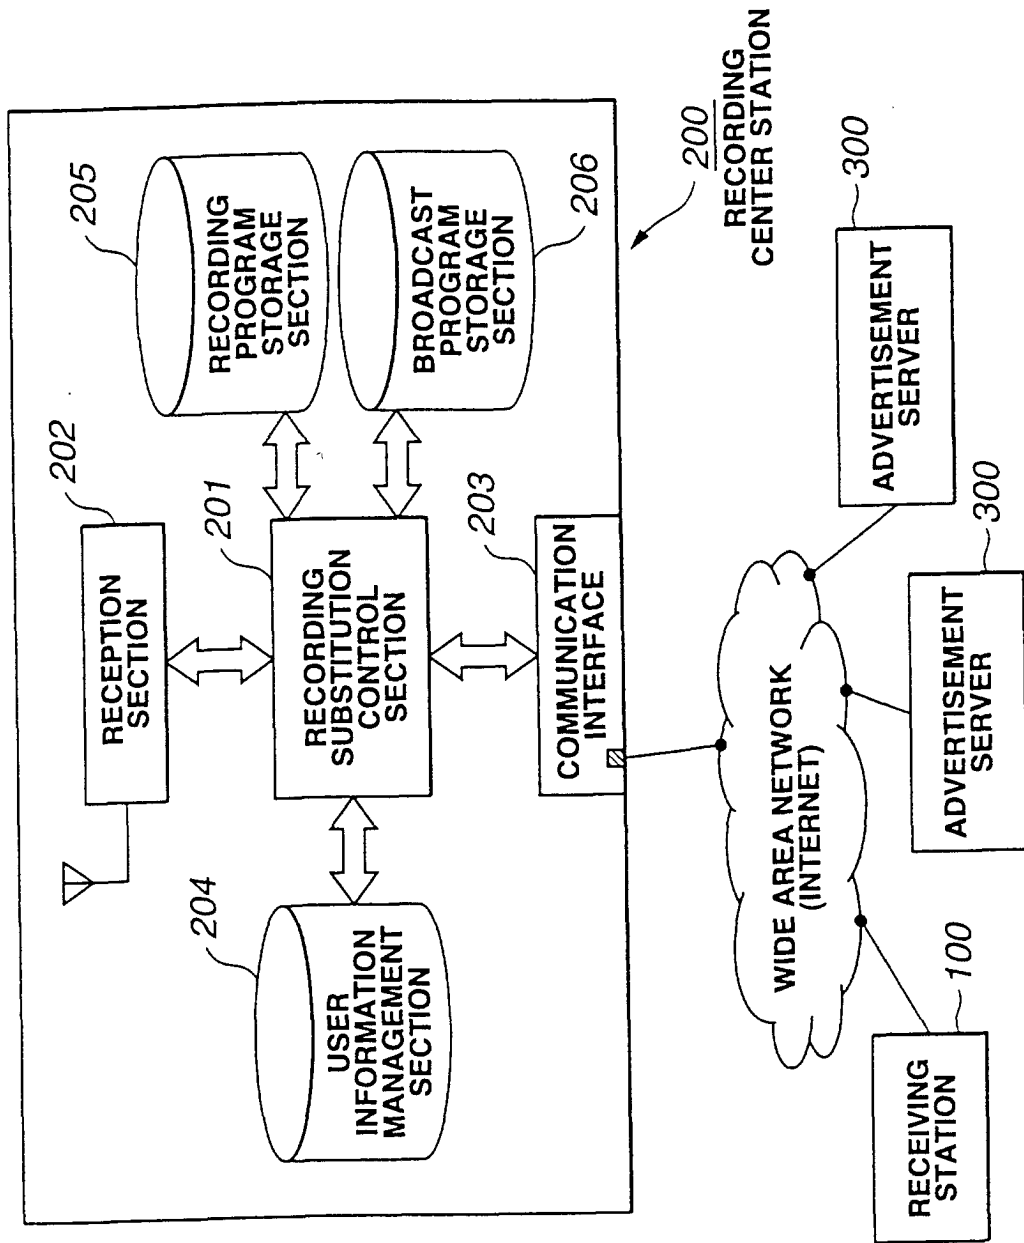 202
RECEPTION
SECTION
201
RECORDING
SUBSTITUTION
CONTROL
SECTION
205
RECORDING
PROGRAM
STORAGE
SECTION
204
USER
INFORMATION
MANAGEMENT
SECTION
206
BROADCAST
PROGRAM
STORAGE
SECTION
203
COMMUNICATION
INTERFACE
200
RECORDING
CENTER STATION
WIDE AREA NETWORK
(INTERNET)
100
RECEIVING
STATION
300
ADVERTISEMENT
SERVER
300
ADVERTISEMENT
SERVER